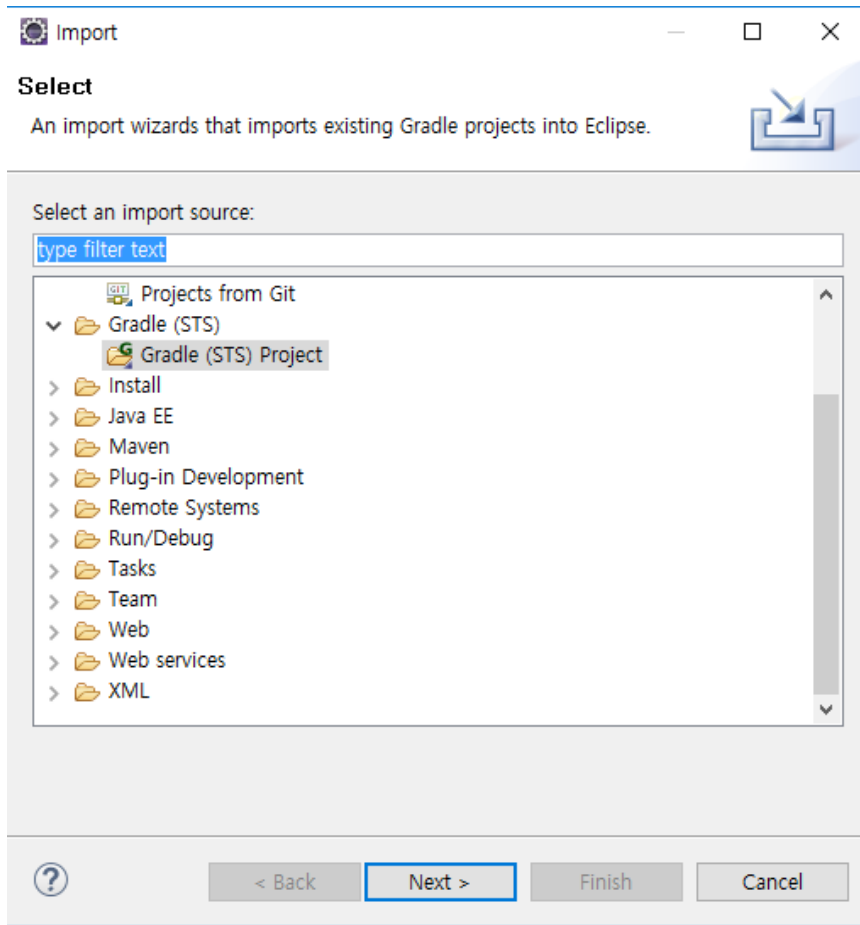 Import
Select
An import wizards that imports existing Gradle projects into Eclipse.
Select an import source:
type filter text
GIT
Projects from Git
Gradle (STS)
G
Gradle (STS) Project
Install
Java EE
Maven
Plug-in Development
Remote Systems
Run/Debug
Tasks
Team
Web
Web services
XML
?
< Back
Next >
Finish
Cancel